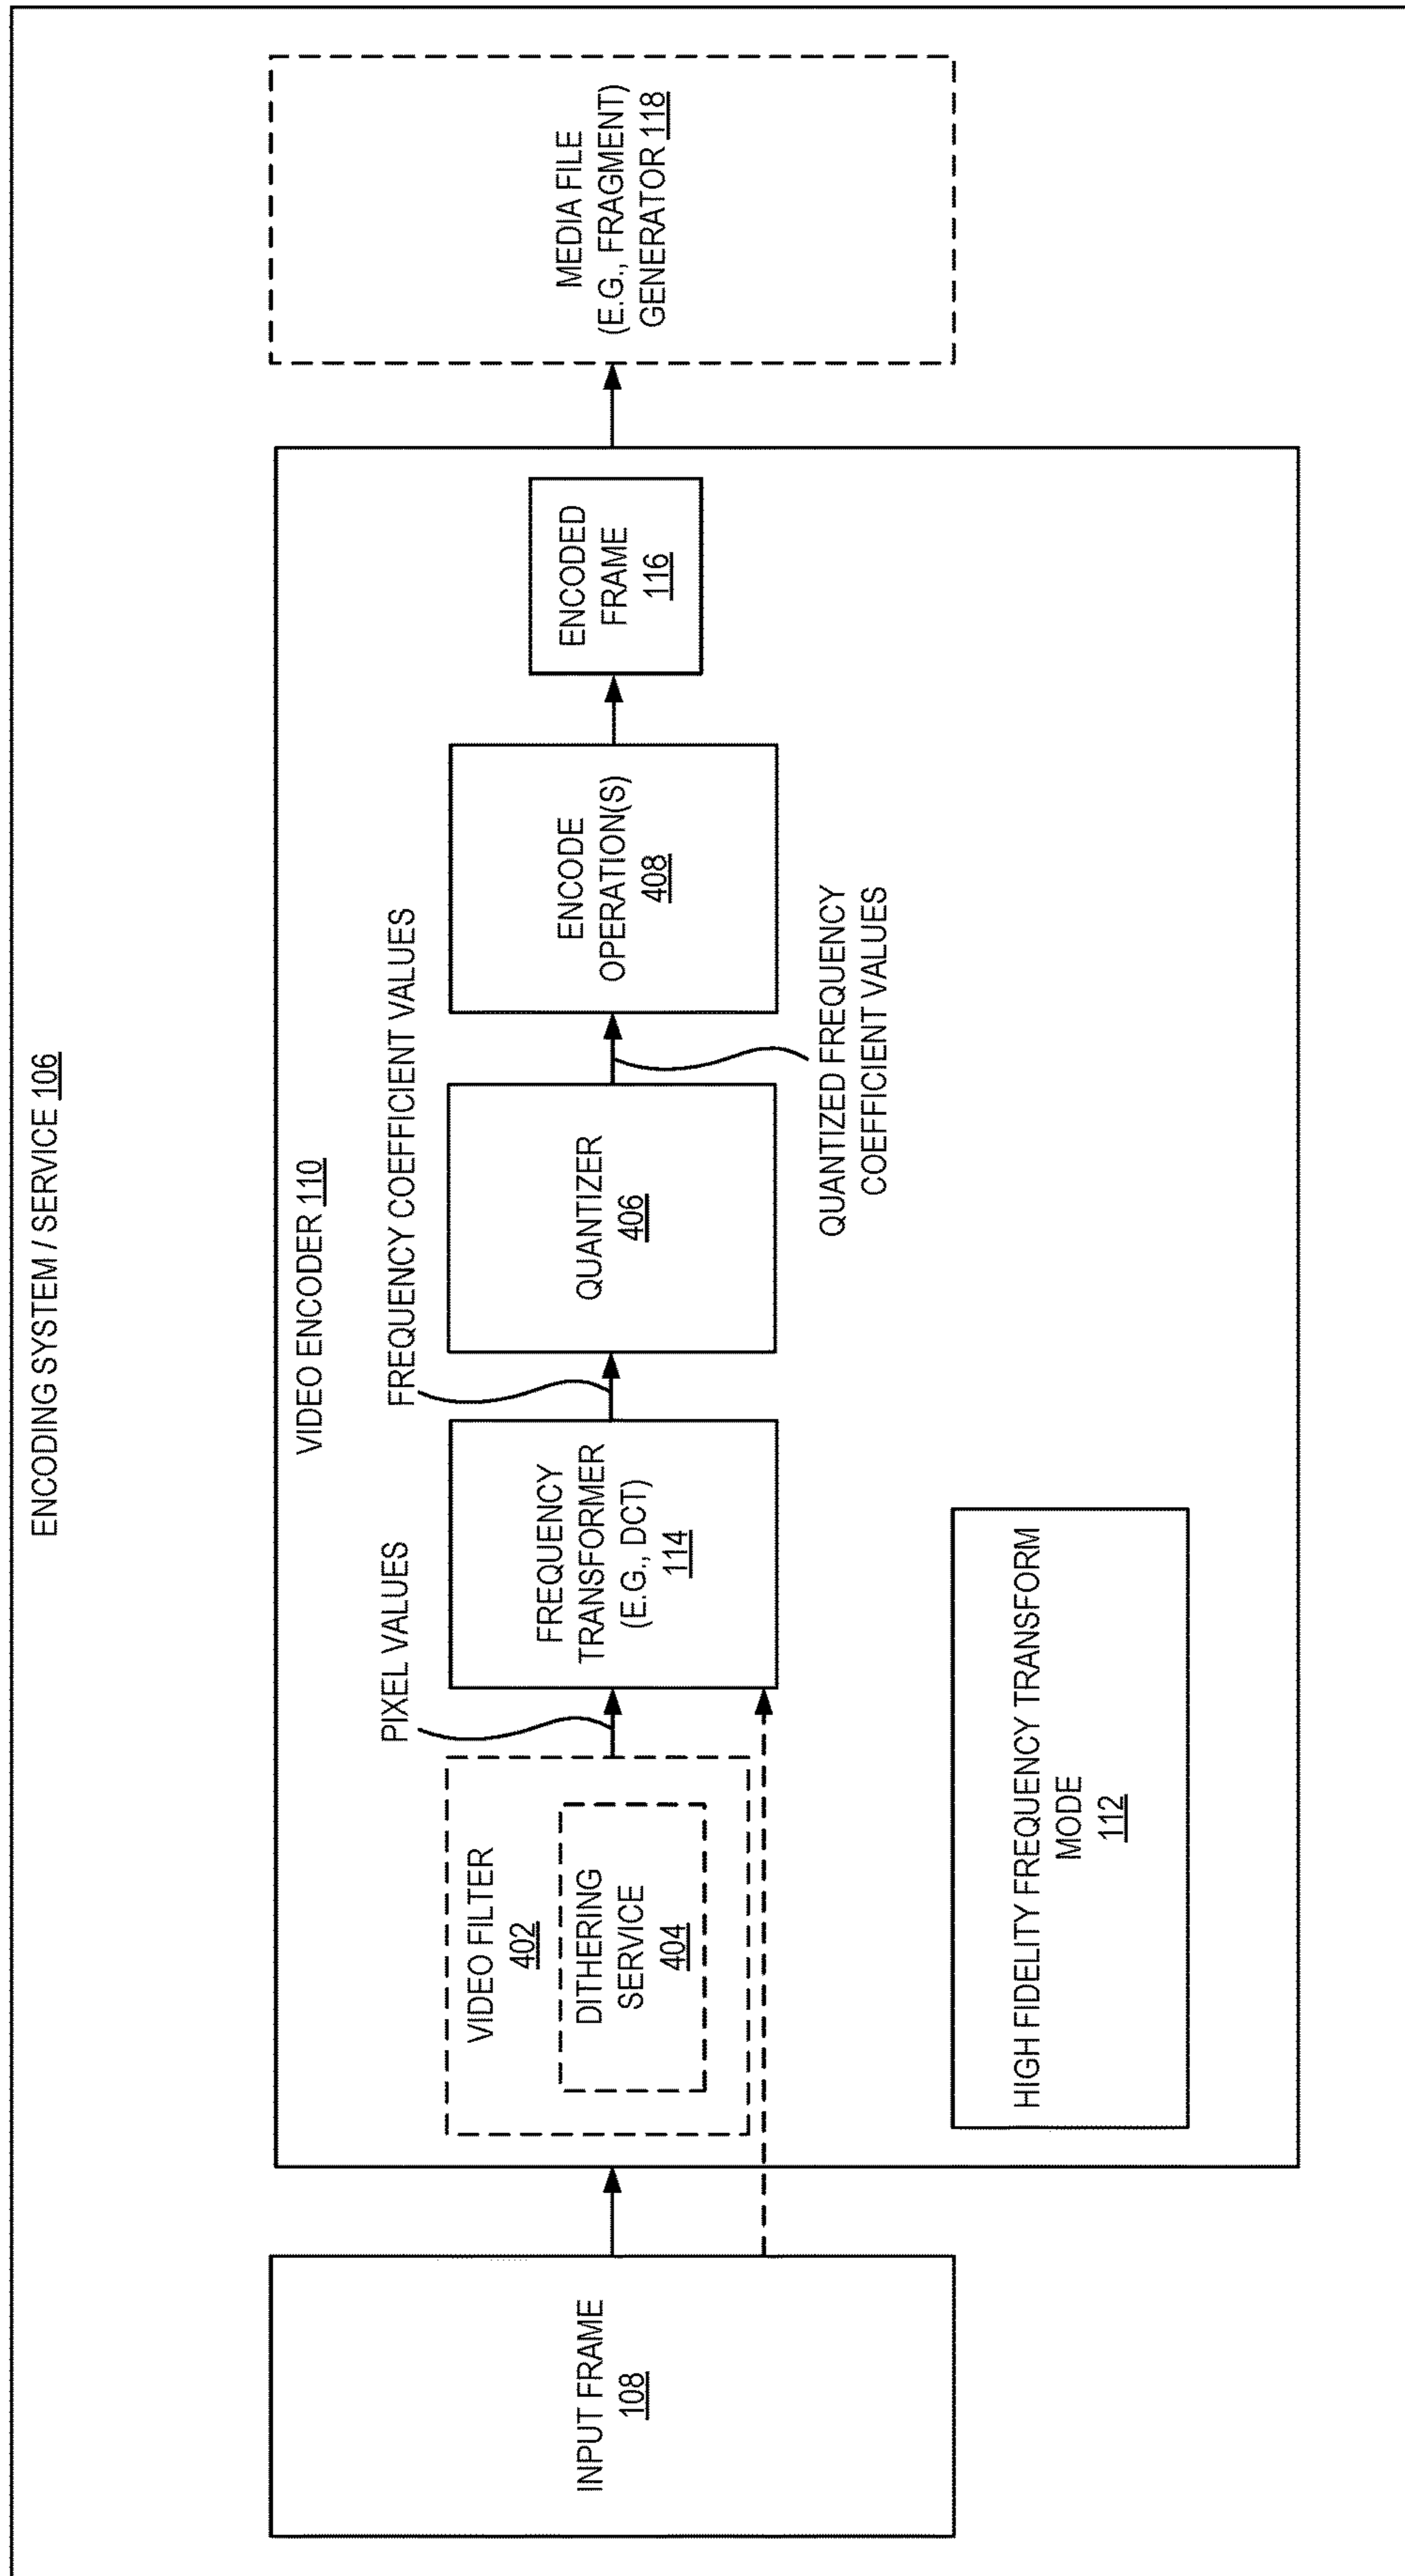 ENCODING SYSTEM / SERVICE 106
VIDEO ENCODER 110
INPUT FRAME
108
VIDEO FILTER
402
DITHERING
SERVICE
404
PIXEL VALUES
FREQUENCY
TRANSFORMER
(E.G., DCT)
114
FREQUENCY COEFFICIENT VALUES
QUANTIZER
406
QUANTIZED FREQUENCY
COEFFICIENT VALUES
ENCODE
OPERATION(S)
408
ENCODED
FRAME
116
MEDIA FILE
(E.G., FRAGMENT)
GENERATOR 118
HIGH FIDELITY FREQUENCY TRANSFORM
MODE
112